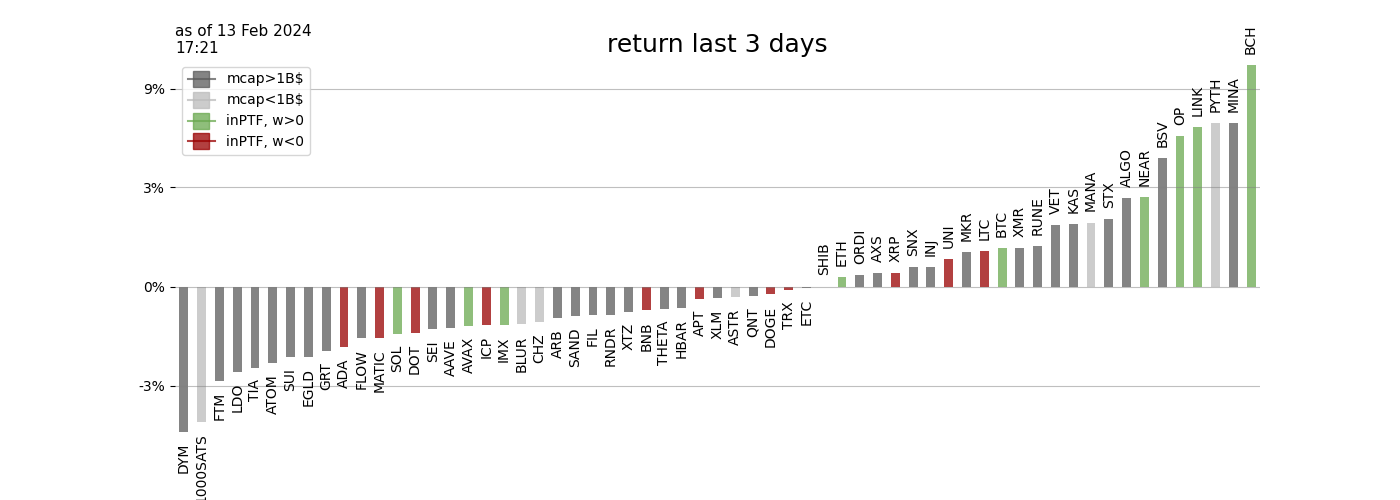 as of 13 Feb 2024
17:21
return last 3 days
mcap>1B$
mcap<1B$
inPTF, w>0
inPTF, w<0
9%
3%
0%
-3%
DYM
1000SATS
FTM
LDO
TIA
ATOM
SUI
EGLD
GRT
ADA
FLOW
MATIC
SOL
DOT
SEI
AAVE
AVAX
ICP
IMX
BLUR
CHZ
ARB
SAND
FIL
RNDR
XTZ
BNB
THETA
HBAR
APT
XLM
ASTR
QNT
DOGE
TRX
ETC
SHIB
ETH
ORDI
AXS
XRP
SNX
INJ
UNI
MKR
LTC
BTC
XMR
RUNE
VET
KAS
MANA
STX
ALGO
NEAR
BSV
OP
LINK
PYTH
MINA
BCH